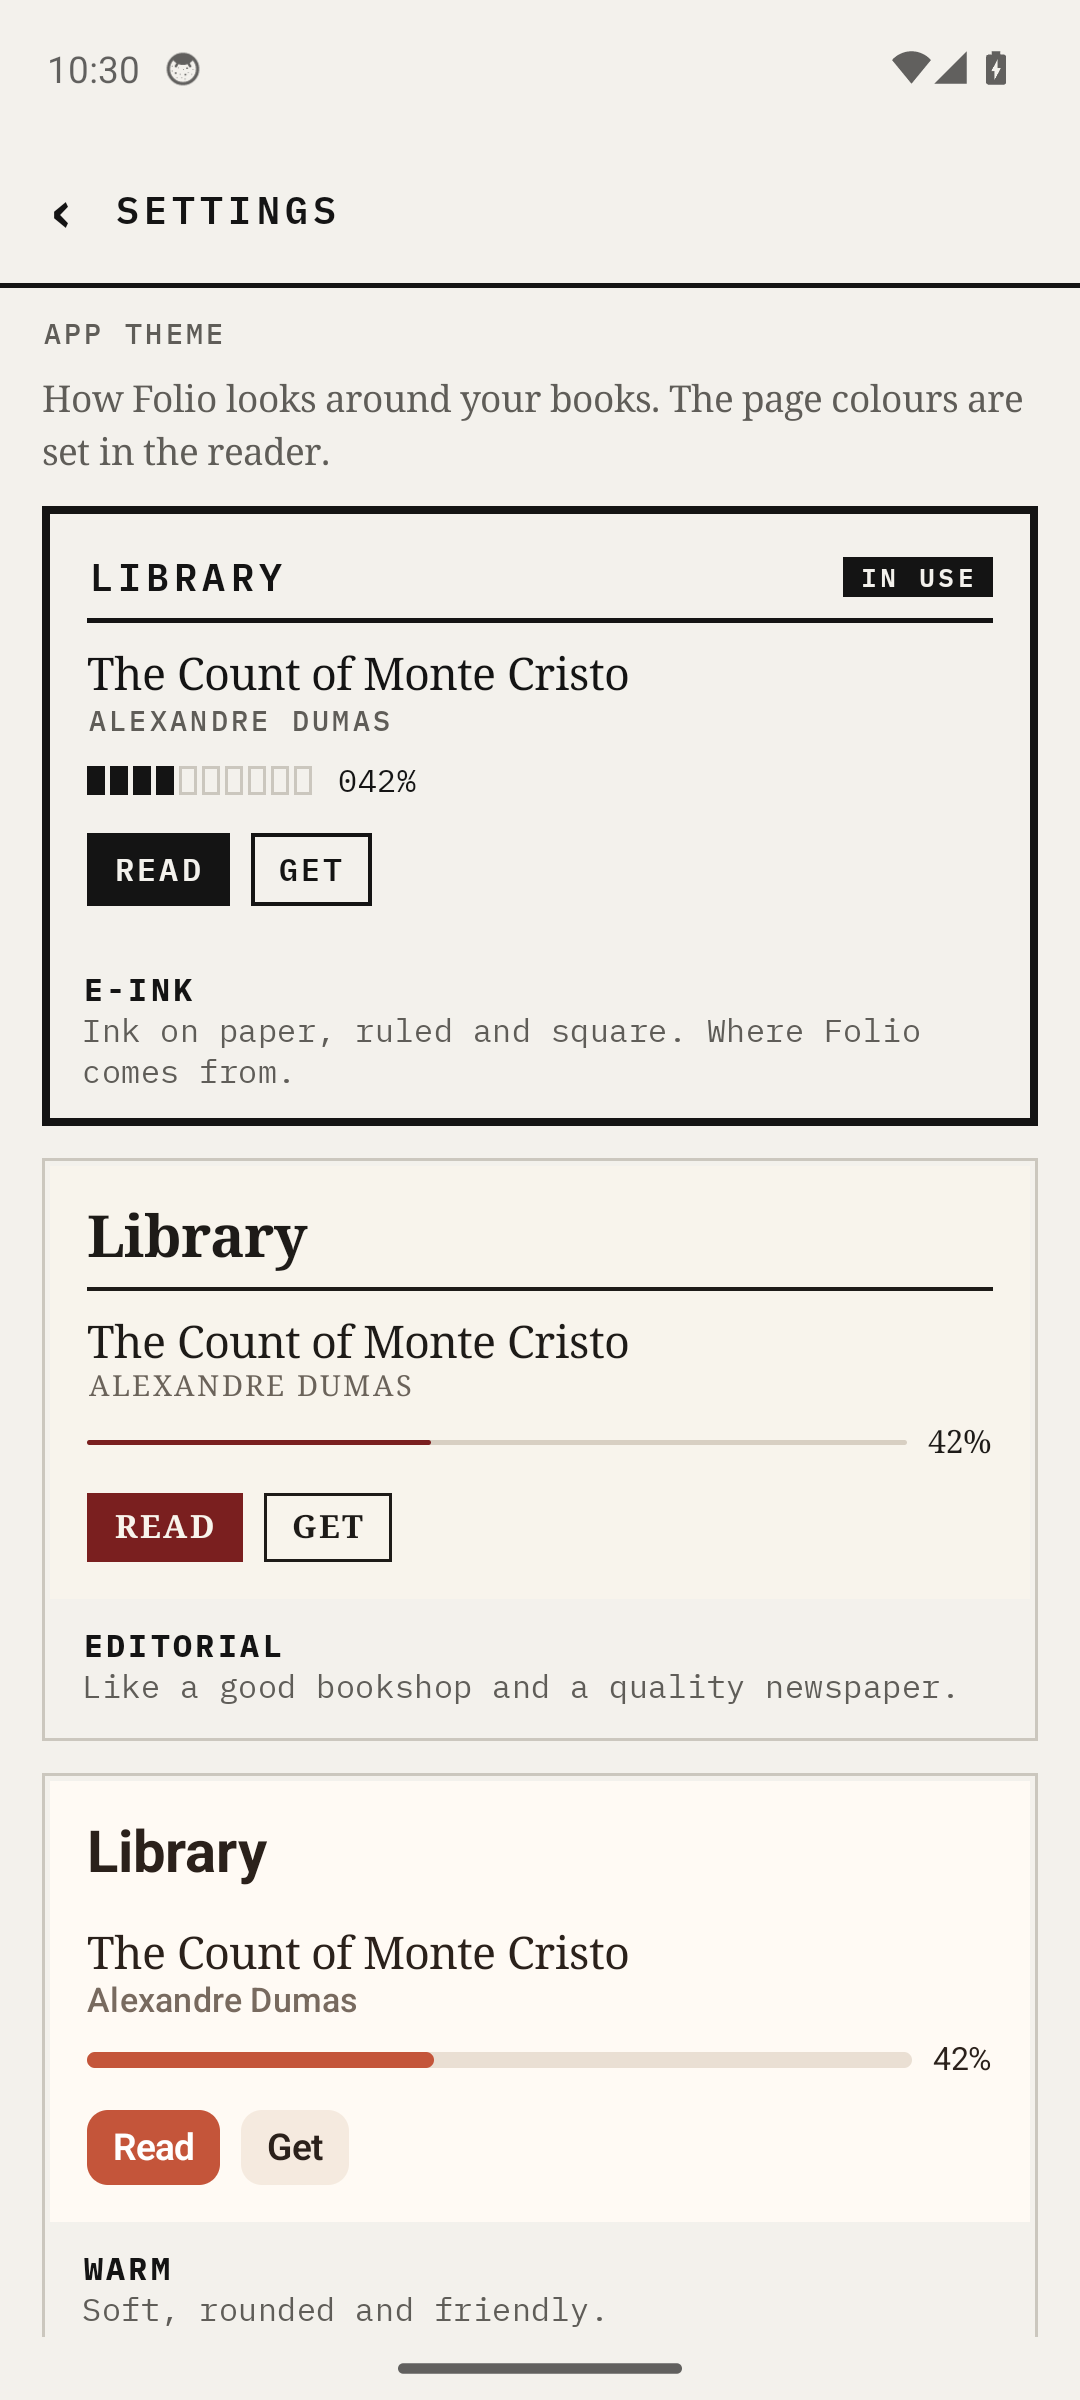 10:30
SETTINGS
APP THEME
How Folio looks around your books. The page colours are
set in the reader.
LIBRARY
IN USE
The Count of Monte Cristo
ALEXANDRE DUMAS
042%
READ
GET
E-INK
Ink on paper, ruled and square. Where Folio
comes from.
Library
The Count of Monte Cristo
ALEXANDRE DUMAS
42%
READ
GET
EDITORIAL
Like a good bookshop and a quality newspaper.
Library
The Count of Monte Cristo
Alexandre Dumas
42%
Read
Get
WARM
Soft, rounded and friendly.